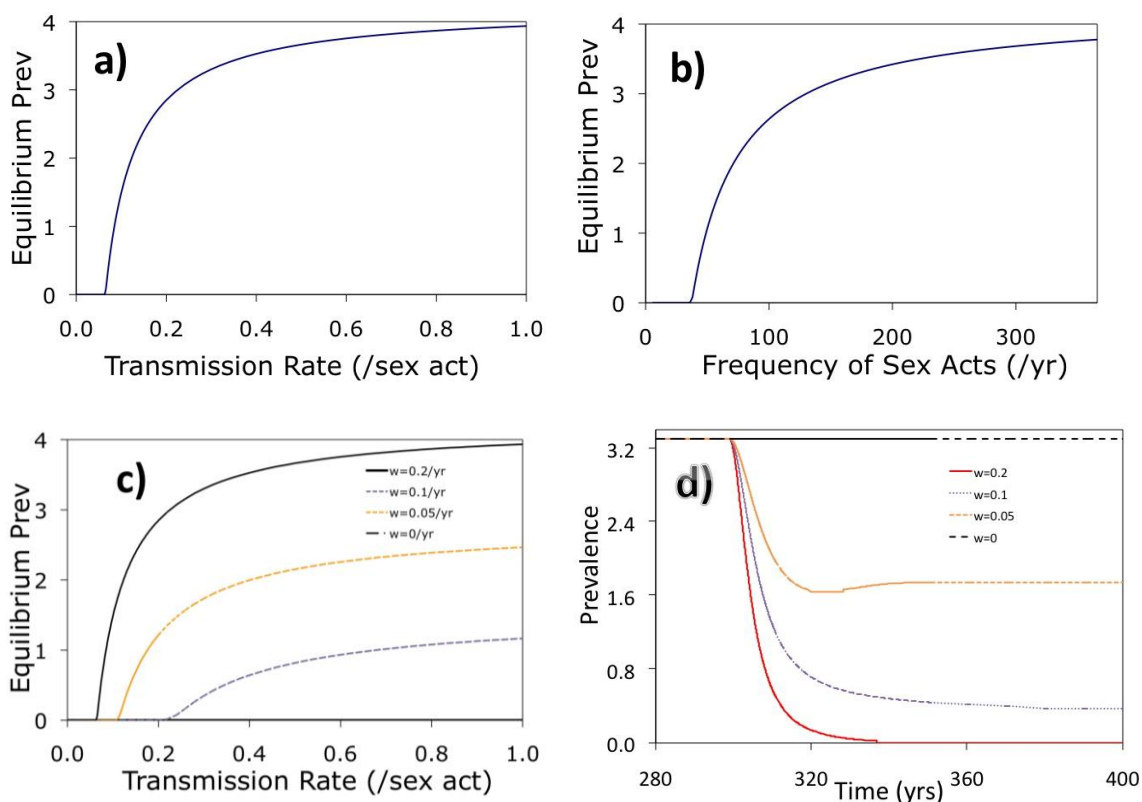 a)
Equilibrium Prev
4
3
2
1
0
0.0 0.2 0.4 0.6 0.8 1.0
Transmission Rate (/sex act)
b)
Equilibrium Prev
4
3
2
1
0
0 100 200 300
Frequency of Sex Acts (/yr)
c)
Equilibrium Prev
4
3
2
1
0
w=0.2/yr
w=0.1/yr
w=0.05/yr
w=0/yr
0.0 0.2 0.4 0.6 0.8 1.0
Transmission Rate (/sex act)
d)
Prevalence
3.2
2.4
1.6
0.8
0.0
w=0.2
w=0.1
w=0.05
w=0
280 320 360 400
Time (yrs)